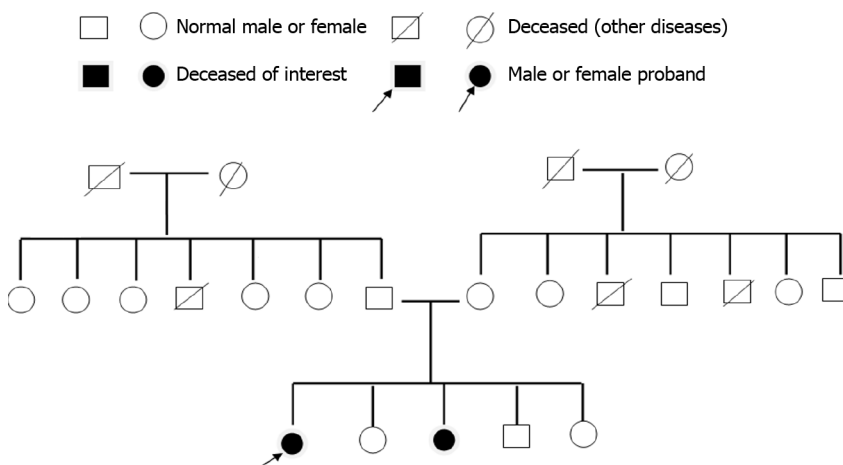 Normal male or female
Deceased (other diseases)
Deceased of interest
Male or female proband